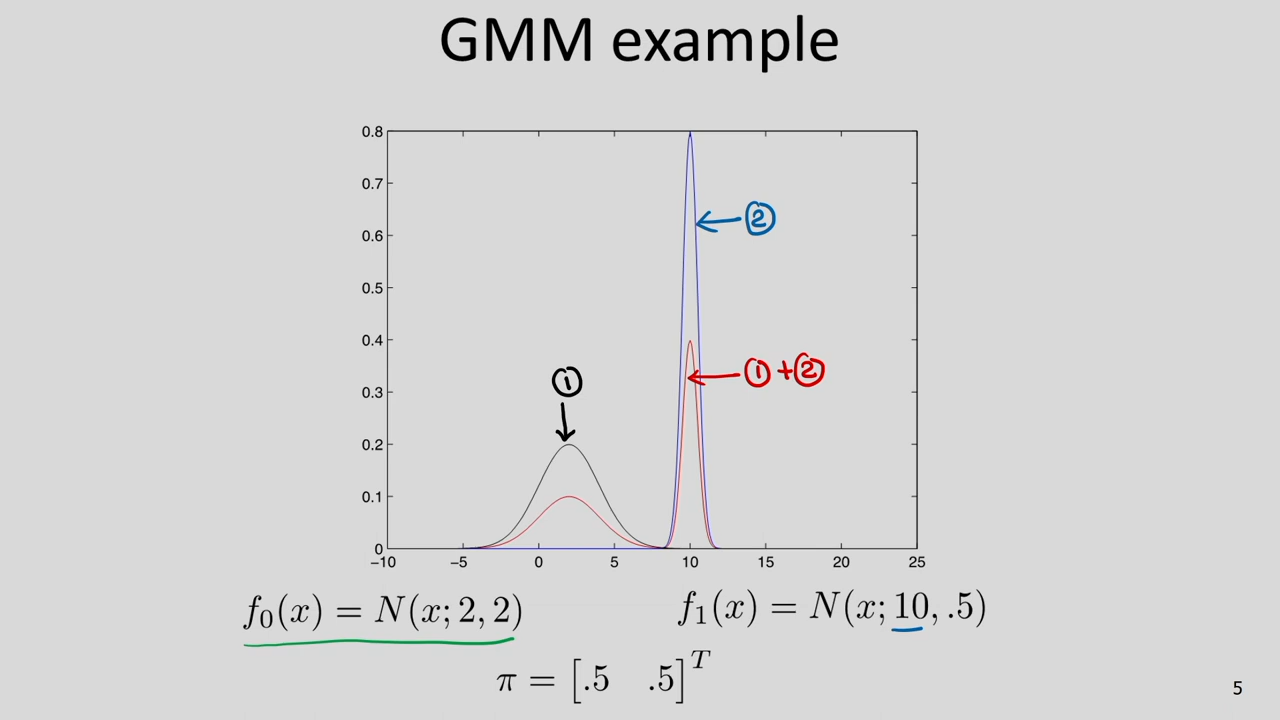 GMM example
0.8
0.7
② 
0.6
0.5
0.4
① + ②
①
0.3
0.2
0.1
0
−10 −5 0 5 10 15 20 25
f₀(x) = N(x; 2, 2)
f₁(x) = N(x; 10, .5)
π = [.5 .5]ᵀ
5